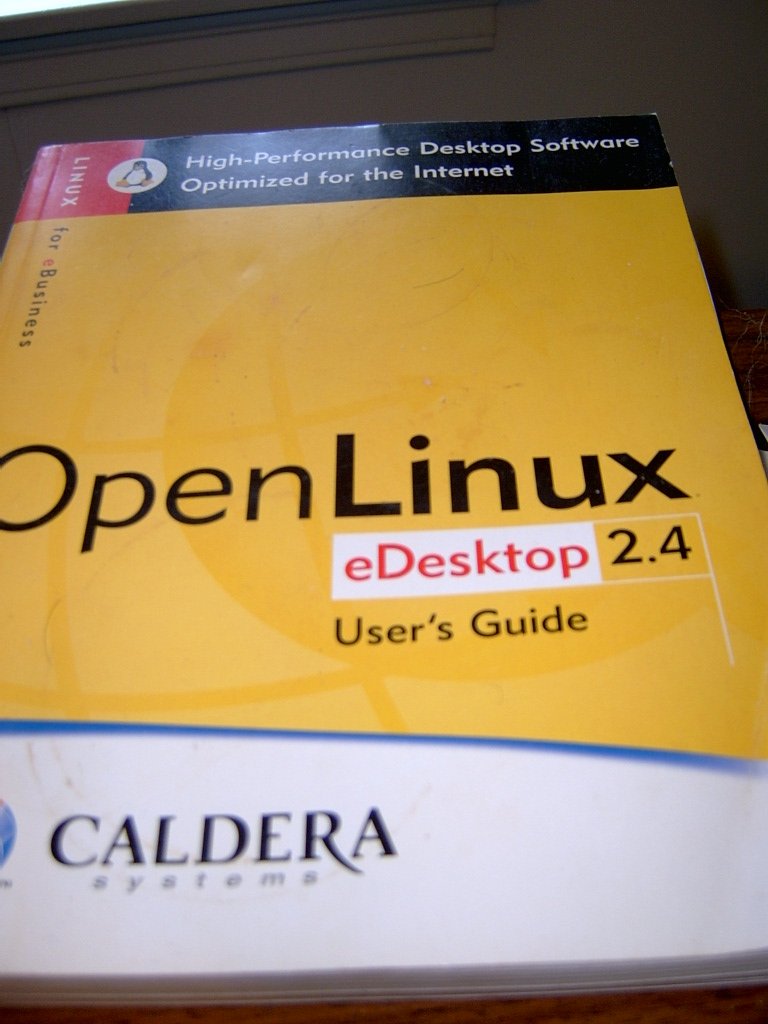 High-Performance Desktop Software
Optimized for the Internet
LINUX
for eBusiness
OpenLinux
eDesktop 2.4
User's Guide
CALDERA
systems